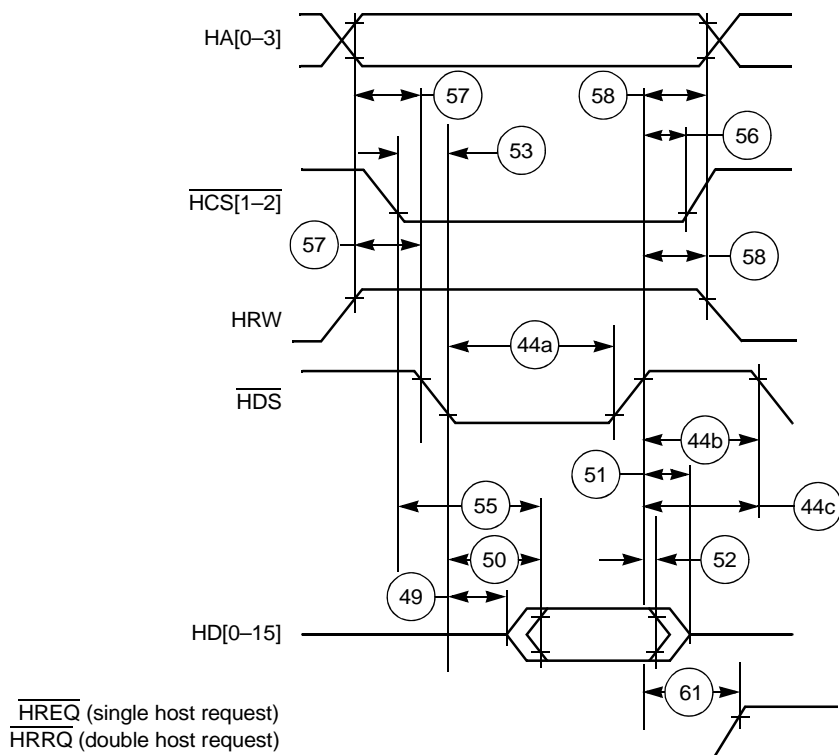 HA[0–3]
57
58
53
56
HCS[1–2]
57
58
HRW
44a
HDS
44b
51
55
44c
50
52
49
HD[0–15]
61
HREQ (single host request)
HRRQ (double host request)